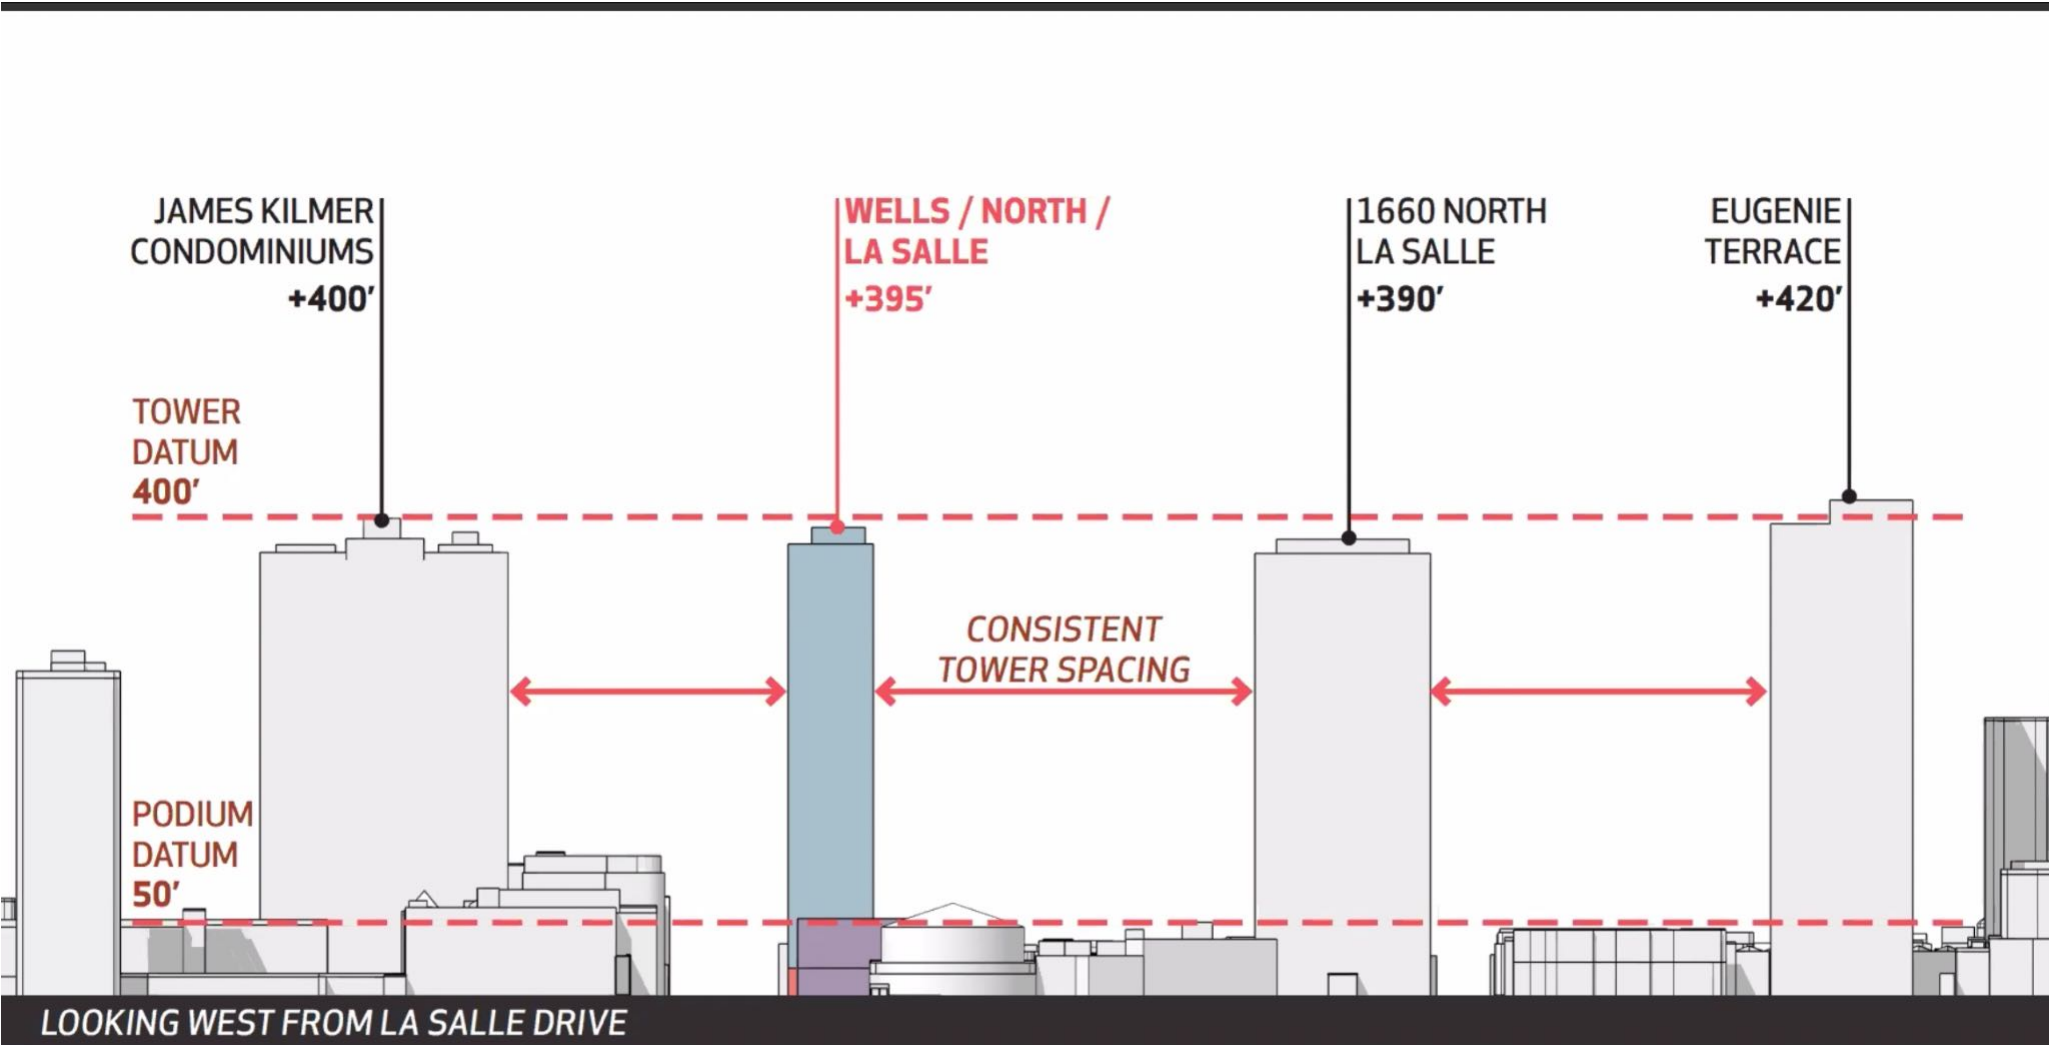 JAMES KILMER
CONDOMINIUMS
+400′
WELLS / NORTH /
LA SALLE
+395′
1660 NORTH
LA SALLE
+390′
EUGENIE
TERRACE
+420′
TOWER
DATUM
400′
CONSISTENT
TOWER SPACING
PODIUM
DATUM
50′
LOOKING WEST FROM LA SALLE DRIVE